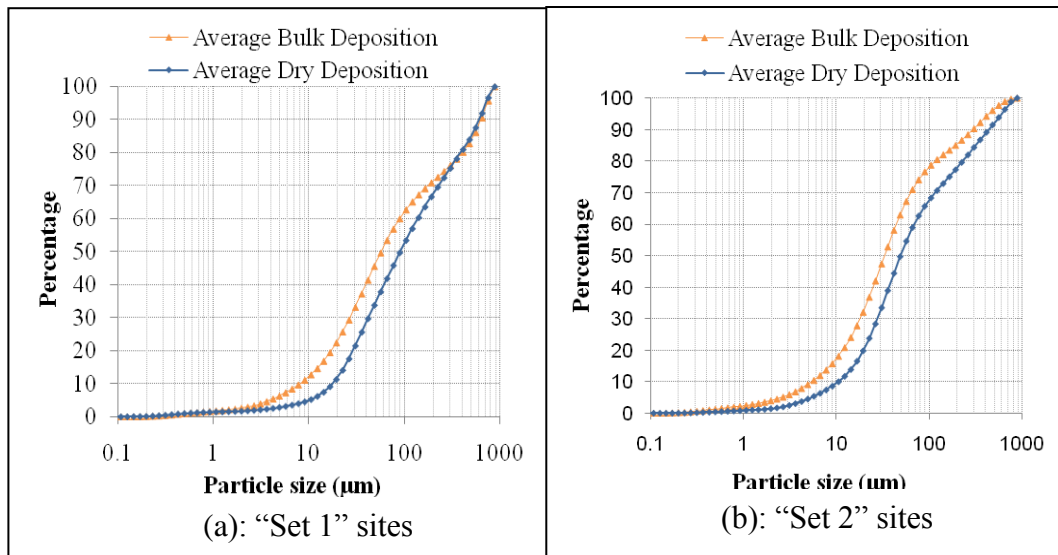 Average Bulk Deposition
Average Dry Deposition
100
90
80
70
60
50
40
30
20
10
0
Percentage
0.1 1 10 100 1000
Particle size (µm)
(a): “Set 1” sites
Average Bulk Deposition
Average Dry Deposition
100
90
80
70
60
50
40
30
20
10
0
Percentage
0.1 1 10 100 1000
Particle size (µm)
(b): “Set 2” sites